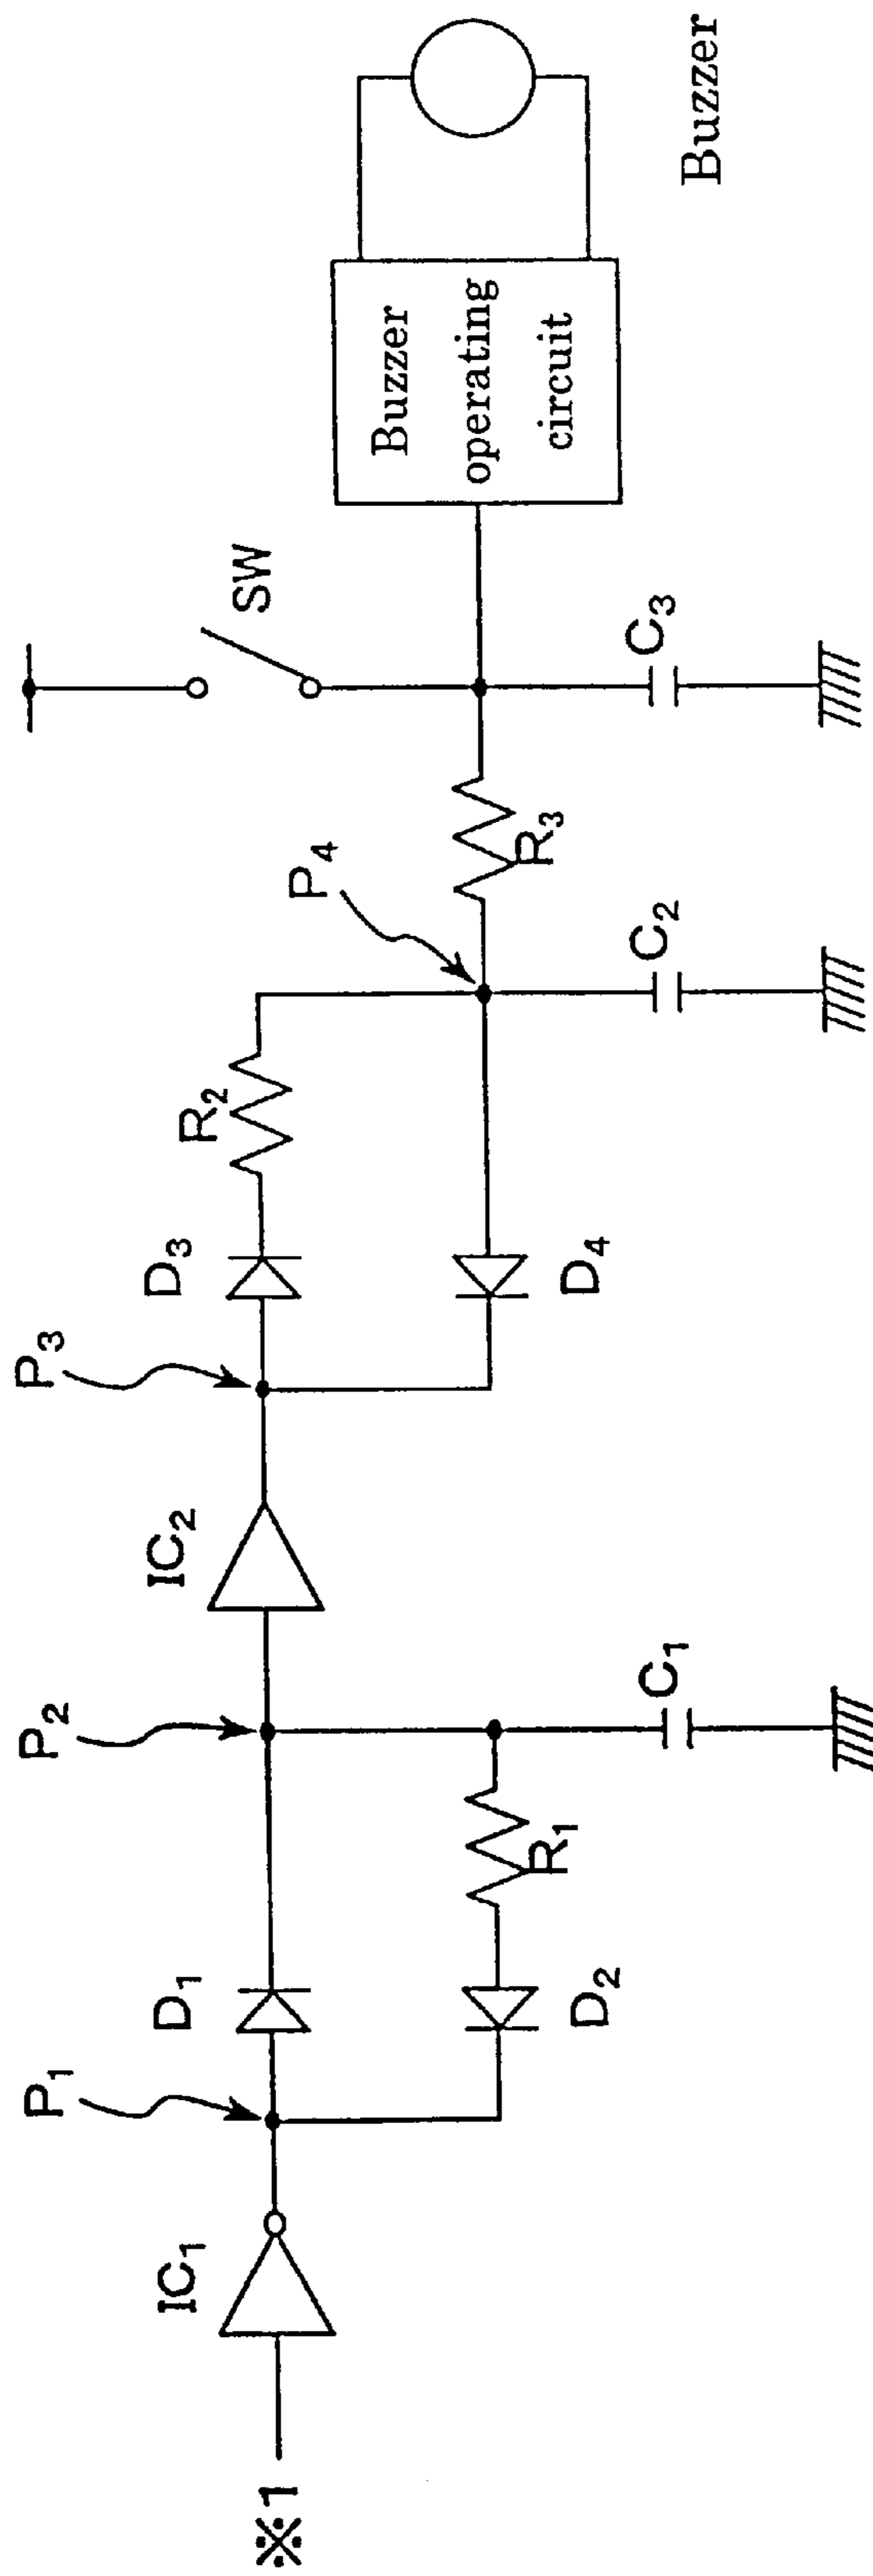 ※1
IC₁
P₁
D₁
D₂
R₁
P₂
C₁
IC₂
P₃
D₃
D₄
R₂
P₄
C₂
R₃
SW
C₃
Buzzer
operating
circuit
Buzzer